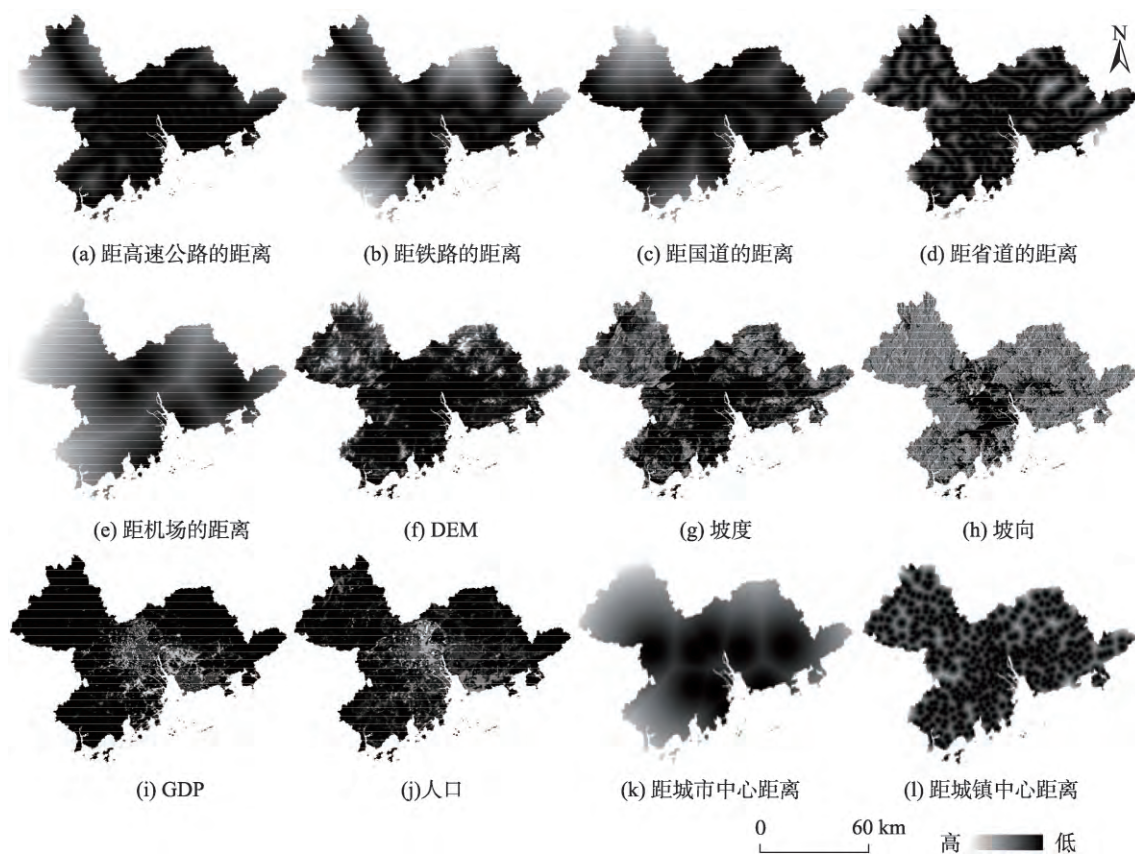 N
(a) 距高速公路的距离
(b) 距铁路的距离
(c) 距国道的距离
(d) 距省道的距离
(e) 距机场的距离
(f) DEM
(g) 坡度
(h) 坡向
(i) GDP
(j)人口
(k) 距城市中心距离
(l) 距城镇中心距离
0 60 km 高 低